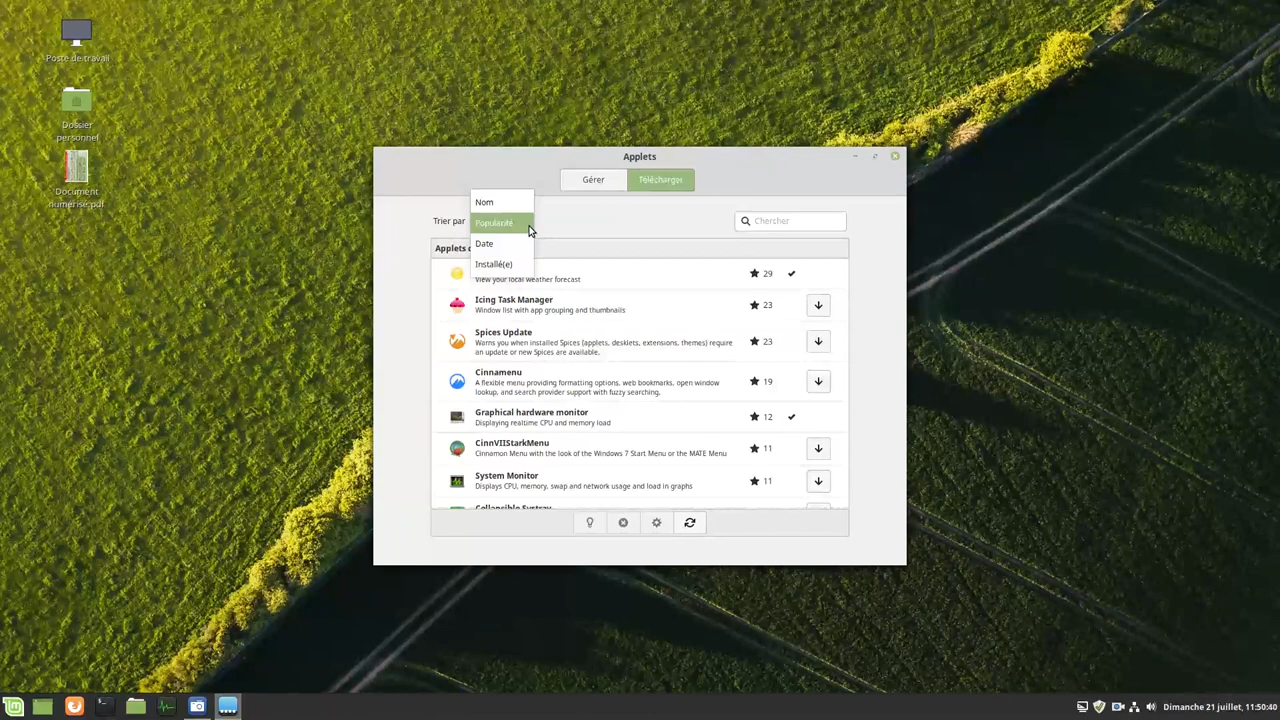 Poste de travail
Dossier
personnel
Document
numérisé.pdf
Applets
Gérer
Télécharger
Trier par
Nom
Popularité
Date
Installé(e)
Chercher
Applets
View your local weather forecast
29
Icing Task Manager
Window list with app grouping and thumbnails
23
Spices Update
Warns you when installed Spices (applets, desklets, extensions, themes) require
an update or new Spices are available.
23
Cinnamenu
A flexible menu providing formatting options, web bookmarks, open window
lookup, and search provider support with fuzzy searching,
19
Graphical hardware monitor
Displaying realtime CPU and memory load
12
CinnVIIStarkMenu
Cinnamon Menu with the look of the Windows 7 Start Menu or the MATE Menu
11
System Monitor
Displays CPU, memory, swap and network usage and load in graphs
11
Collapsible Systray
Dimanche 21 juillet, 11:50:40